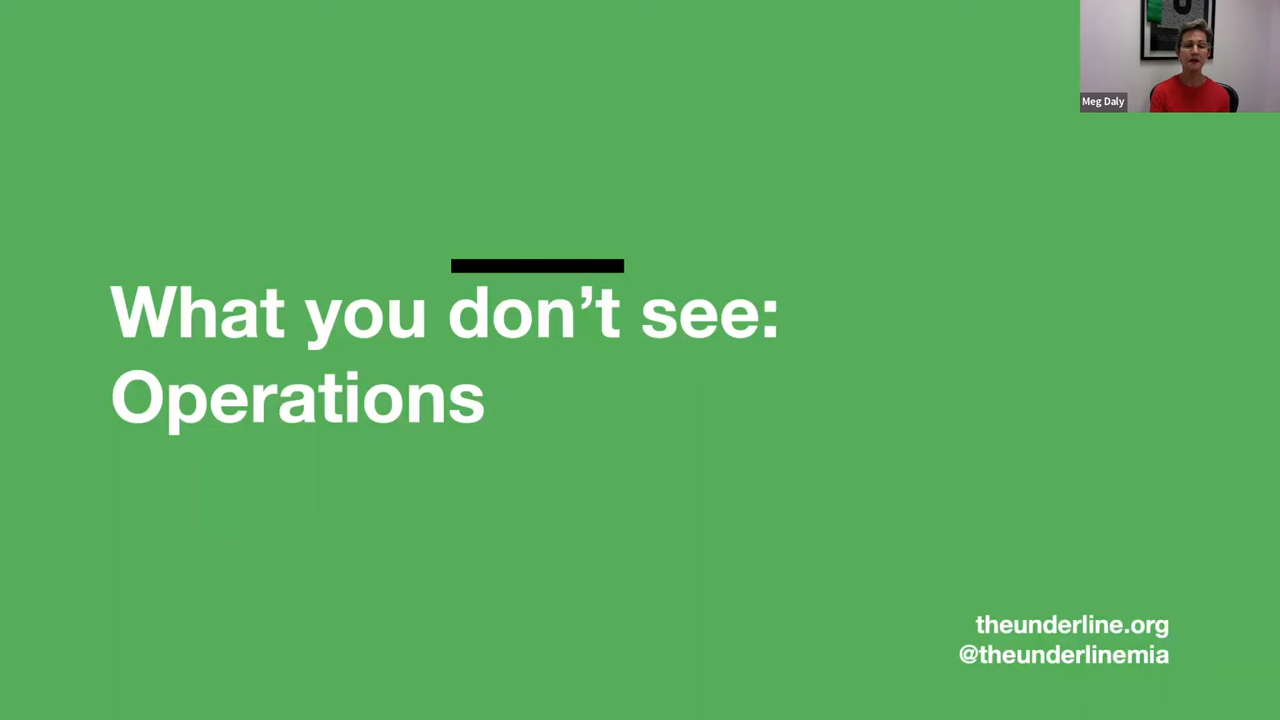 Meg Daly
What you don’t see:
Operations
theunderline.org
@theunderlinemia